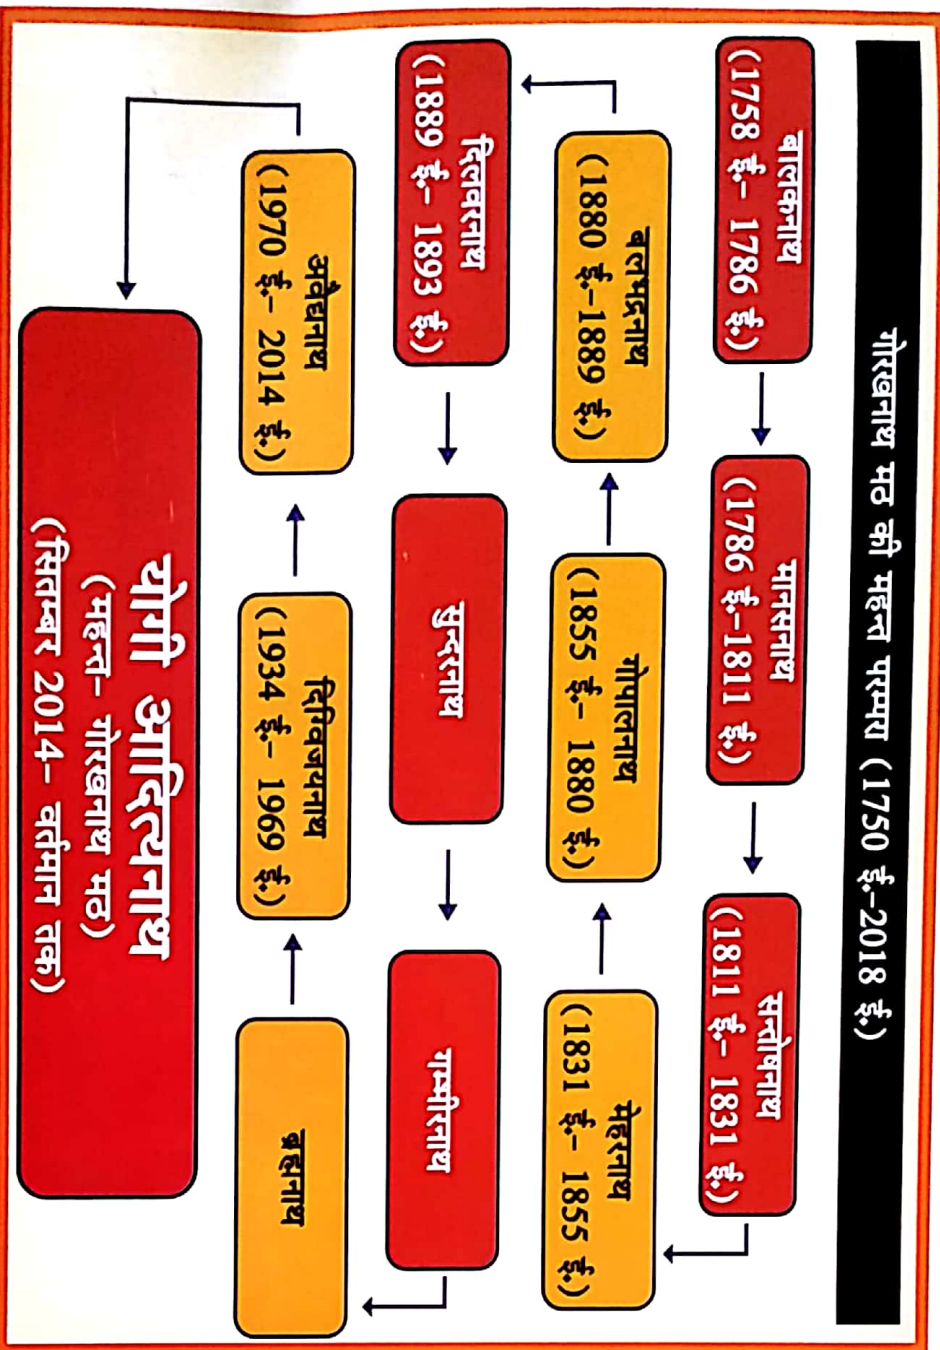 गोरखनाथ मठ की महन्त परम्परा (1750 ई.-2018 ई.)
बालकनाथ
(1758 ई.- 1786 ई.)
मानसनाथ
(1786 ई.-1811 ई.)
सन्तोषनाथ
(1811 ई.- 1831 ई.)
मेहरनाथ
(1831 ई.- 1855 ई.)
गोपालनाथ
(1855 ई.- 1880 ई.)
बलभद्रनाथ
(1880 ई.-1889 ई.)
दिलवरनाथ
(1889 ई.- 1893 ई.)
सुन्दरनाथ
गम्भीरनाथ
ब्रह्मनाथ
दिग्विजयनाथ
(1934 ई.- 1969 ई.)
अवेद्यनाथ
(1970 ई.- 2014 ई.)
योगी आदित्यनाथ
(महन्त- गोरखनाथ मठ)
(सितम्बर 2014- वर्तमान तक)